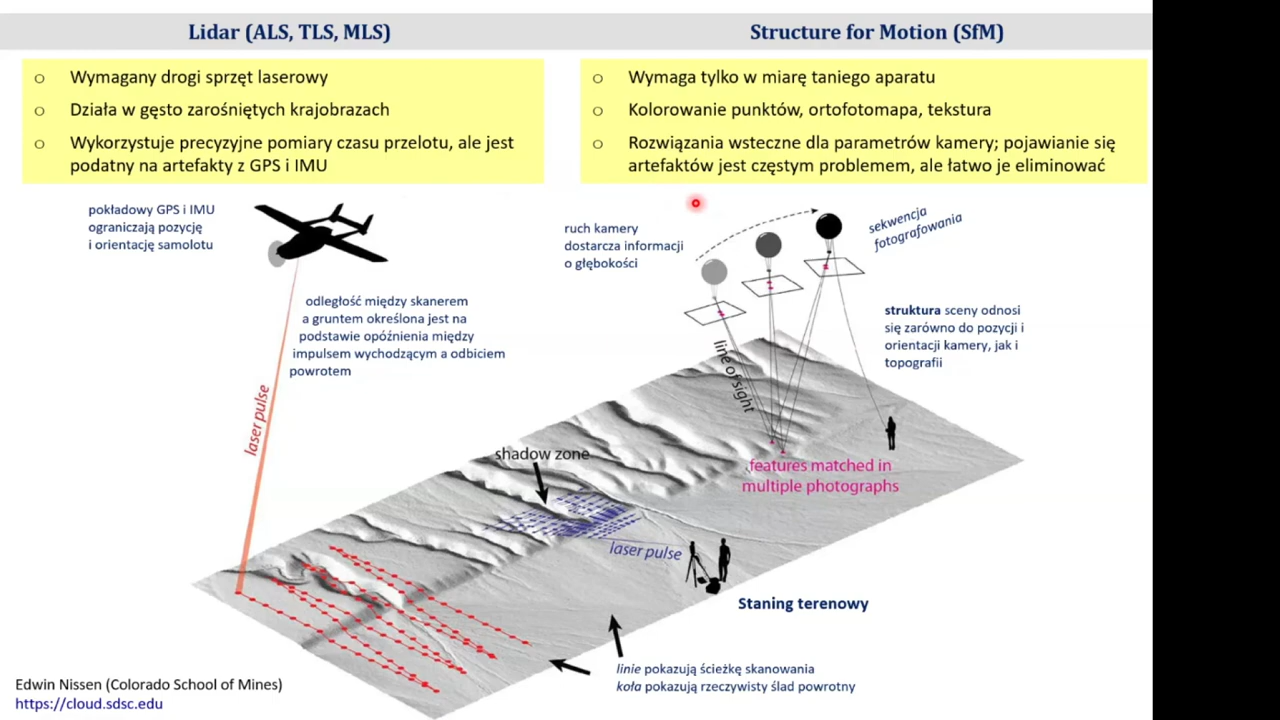 Lidar (ALS, TLS, MLS)
Structure for Motion (SfM)
o Wymagany drogi sprzęt laserowy
o Działa w gęsto zarośniętych krajobrazach
o Wykorzystuje precyzyjne pomiary czasu przelotu, ale jest
podatny na artefakty z GPS i IMU
o Wymaga tylko w miarę taniego aparatu
o Kolorowanie punktów, ortofotomapa, tekstura
o Rozwiązania wsteczne dla parametrów kamery; pojawianie się
artefaktów jest częstym problemem, ale łatwo je eliminować
pokładowy GPS i IMU
ograniczają pozycję
i orientację samolotu
odległość między skanerem
a gruntem określona jest na
podstawie opóźnienia między
impulsem wychodzącym a odbiciem
powrotem
laser pulse
ruch kamery
dostarcza informacji
o głębokości
sekwencja
fotografowania
struktura sceny odnosi
się zarówno do pozycji i
orientacji kamery, jak i
topografii
line of sight
shadow zone
features matched in
multiple photographs
laser pulse
Staning terenowy
linie pokazują ścieżkę skanowania
koła pokazują rzeczywisty ślad powrotny
Edwin Nissen (Colorado School of Mines)
https://cloud.sdsc.edu